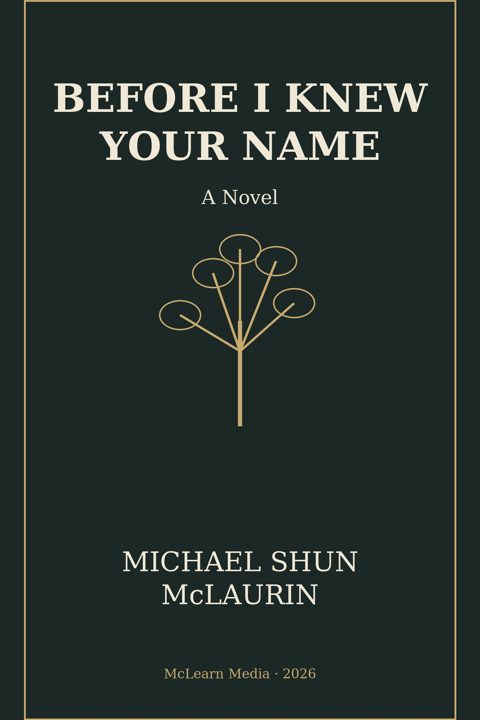 BEFORE I KNEW
YOUR NAME
A Novel
MICHAEL SHUN
McLAURIN
McLearn Media · 2026